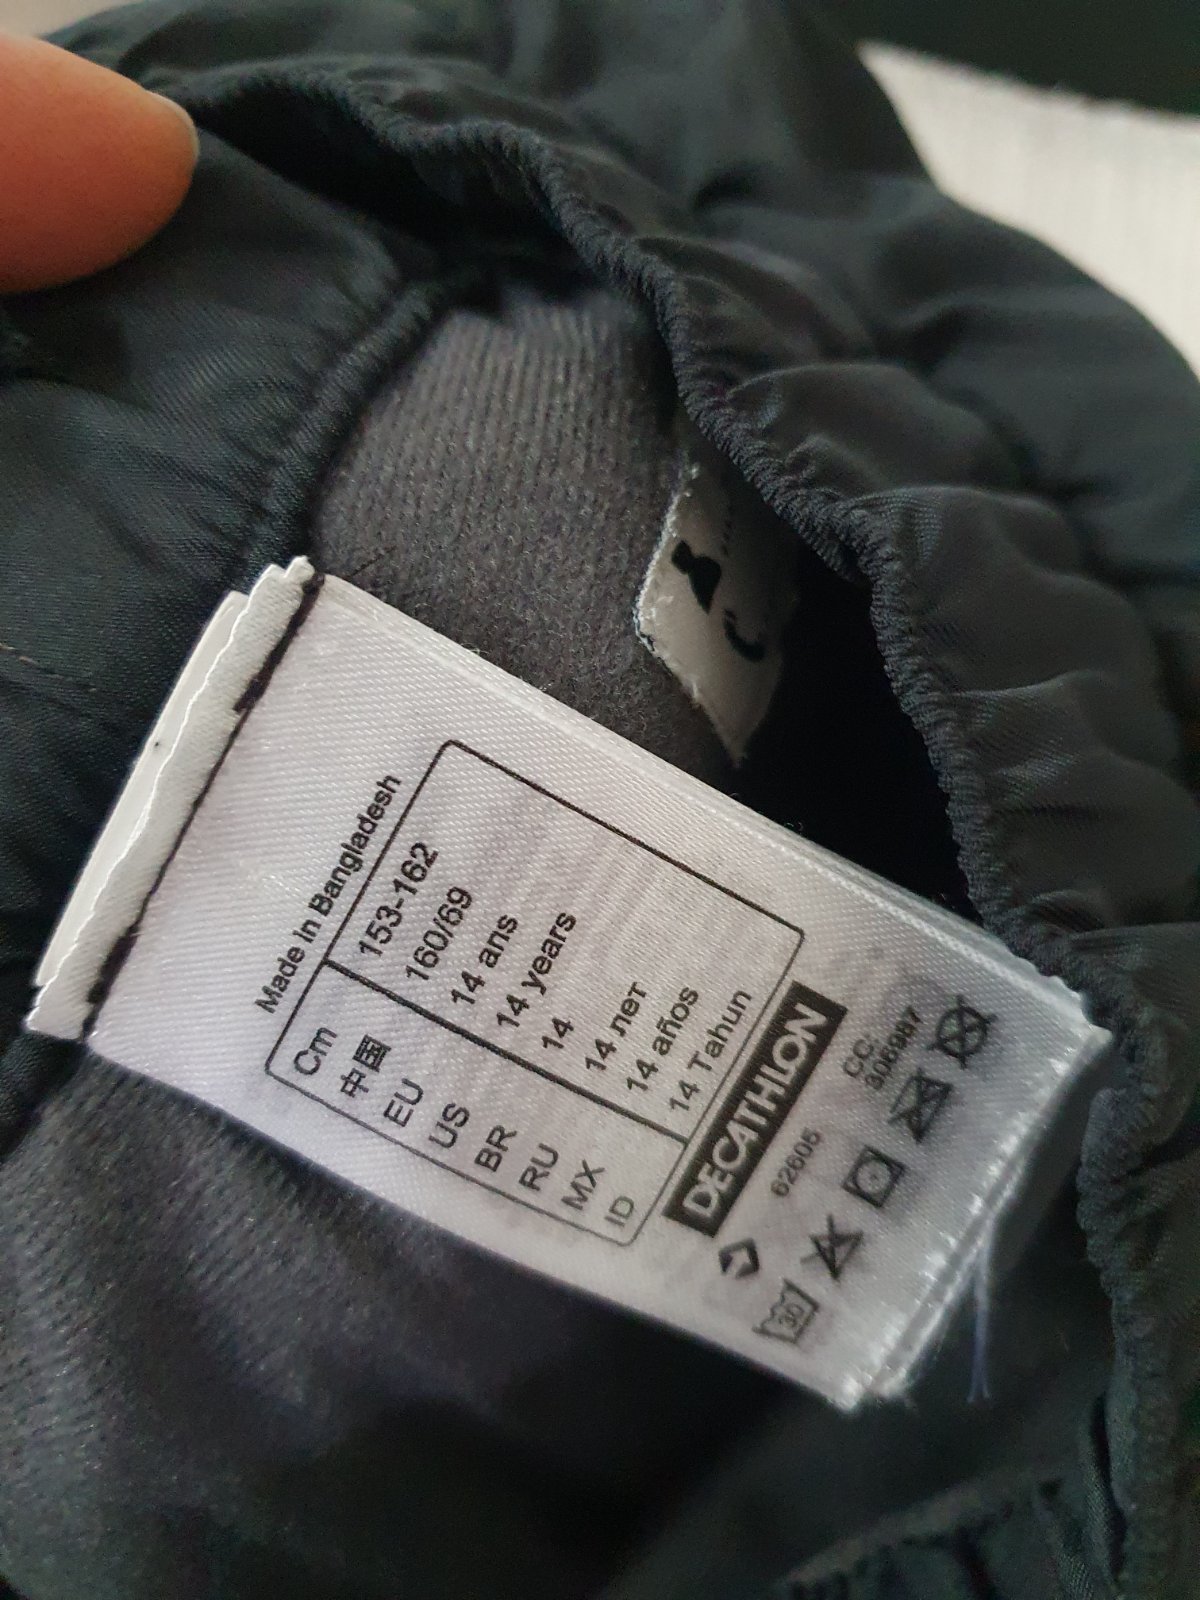 Made in Bangladesh
Cm 153-162
中国 160/69
EU 14 ans
US 14 years
BR 14
RU 14 лет
MX 14 años
ID 14 Tahun
DECATHLON
62605 CC: 306987
30